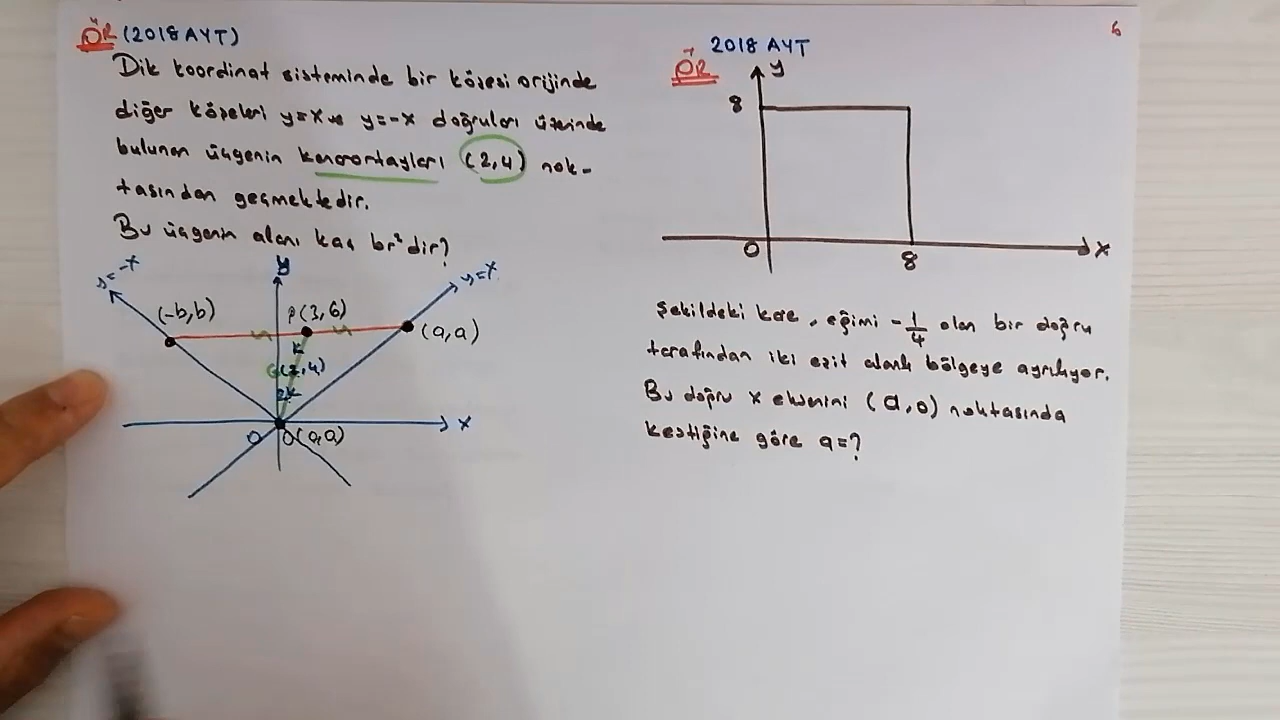 ÖR (2018 AYT)
Dik koordinat sisteminde bir köşesi orijinde
diğer köşeleri y=x ve y=-x doğruları üzerinde
bulunan üçgenin kenarortayları (2,4) nok-
tasından geçmektedir.
Bu üçgenin alanı kaç br² dir?
y=-x
y
y=x
(-b,b)
P(3,6)
(a,a)
k
G(2,4)
2k
x
O
O(0,0)
6
2018 AYT
ÖR
y
8
O
8
x
Şekildeki kare, eğimi -1/4 olan bir doğru
tarafından iki eşit alanlı bölgeye ayrılıyor.
Bu doğru x eksenini (a,0) noktasında
kestiğine göre a=?